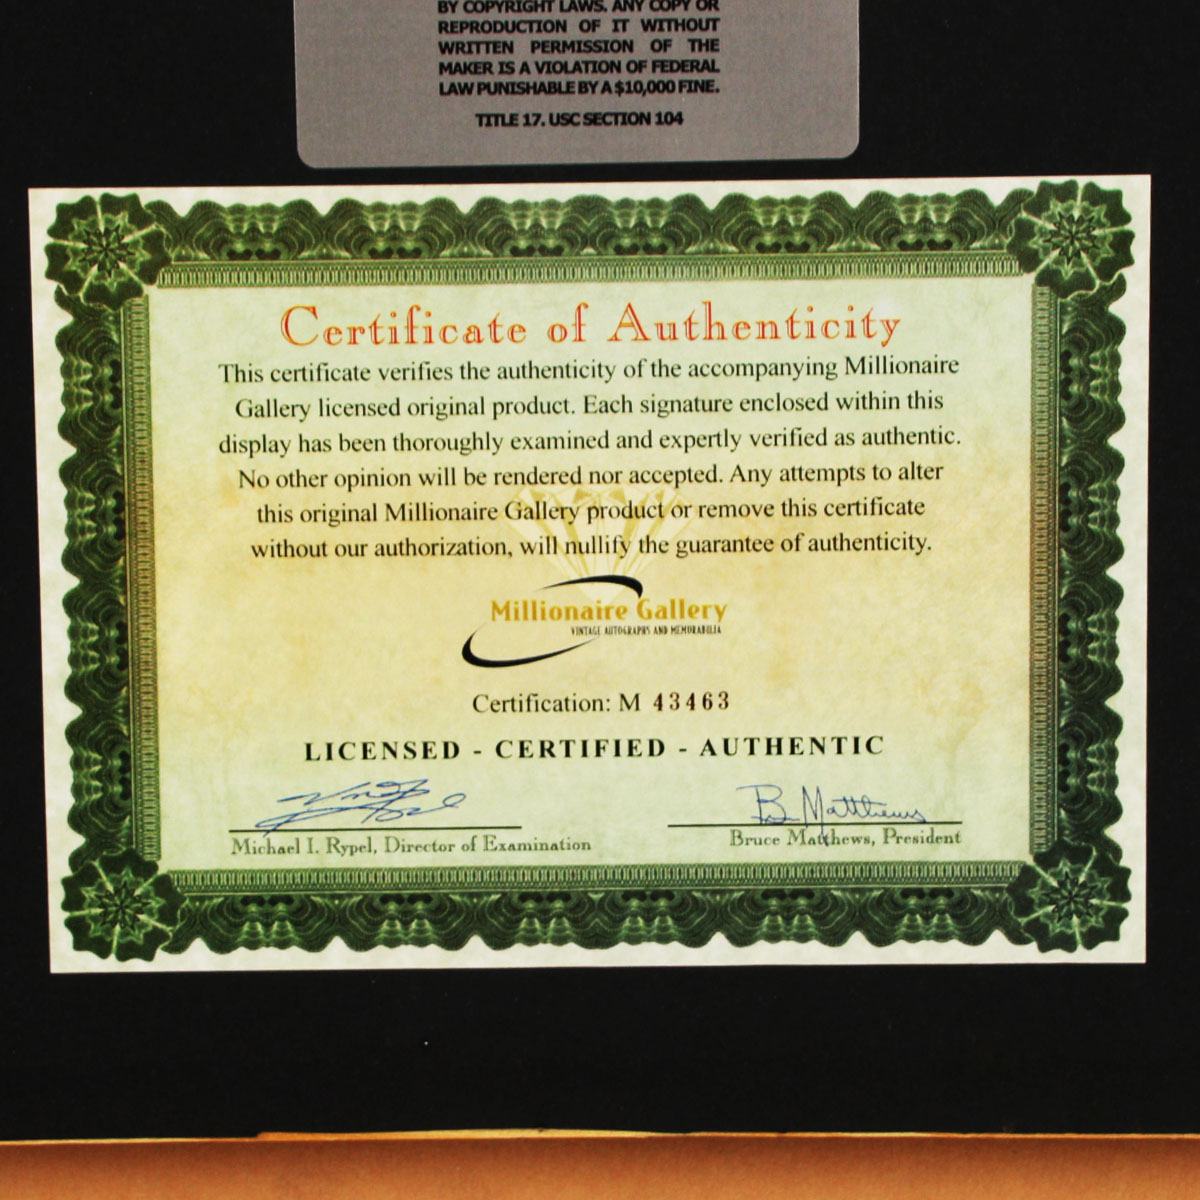 BY COPYRIGHT LAWS. ANY COPY OR
REPRODUCTION OF IT WITHOUT
WRITTEN PERMISSION OF THE
MAKER IS A VIOLATION OF FEDERAL
LAW PUNISHABLE BY A $10,000 FINE.
TITLE 17. USC SECTION 104
Certificate of Authenticity
This certificate verifies the authenticity of the accompanying Millionaire
Gallery licensed original product. Each signature enclosed within this
display has been thoroughly examined and expertly verified as authentic.
No other opinion will be rendered nor accepted. Any attempts to alter
this original Millionaire Gallery product or remove this certificate
without our authorization, will nullify the guarantee of authenticity.
Millionaire Gallery
VINTAGE AUTOGRAPHS AND MEMORABILIA
Certification: M 43463
LICENSED - CERTIFIED - AUTHENTIC
B Matthews
Michael I. Rypel, Director of Examination
Bruce Matthews, President